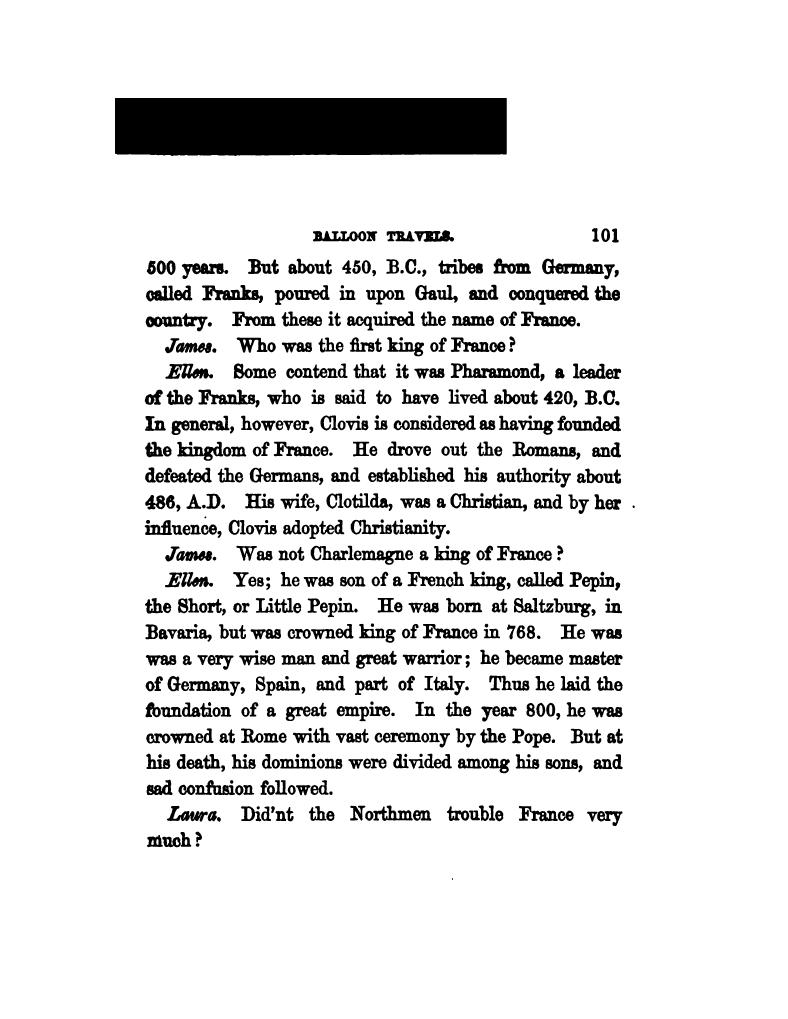 BALLOON TRAVELS. 101
500 years. But about 450, B.C., tribes from Germany,
called Franks, poured in upon Gaul, and conquered the
country. From these it acquired the name of France.
James. Who was the first king of France?
Ellen. Some contend that it was Pharamond, a leader
of the Franks, who is said to have lived about 420, B.C.
In general, however, Clovis is considered as having founded
the kingdom of France. He drove out the Romans, and
defeated the Germans, and established his authority about
486, A.D. His wife, Clotilda, was a Christian, and by her
influence, Clovis adopted Christianity.
James. Was not Charlemagne a king of France?
Ellen. Yes; he was son of a French king, called Pepin,
the Short, or Little Pepin. He was born at Saltzburg, in
Bavaria, but was crowned king of France in 768. He was
was a very wise man and great warrior; he became master
of Germany, Spain, and part of Italy. Thus he laid the
foundation of a great empire. In the year 800, he was
crowned at Rome with vast ceremony by the Pope. But at
his death, his dominions were divided among his sons, and
sad confusion followed.
Laura. Did'nt the Northmen trouble France very
much?